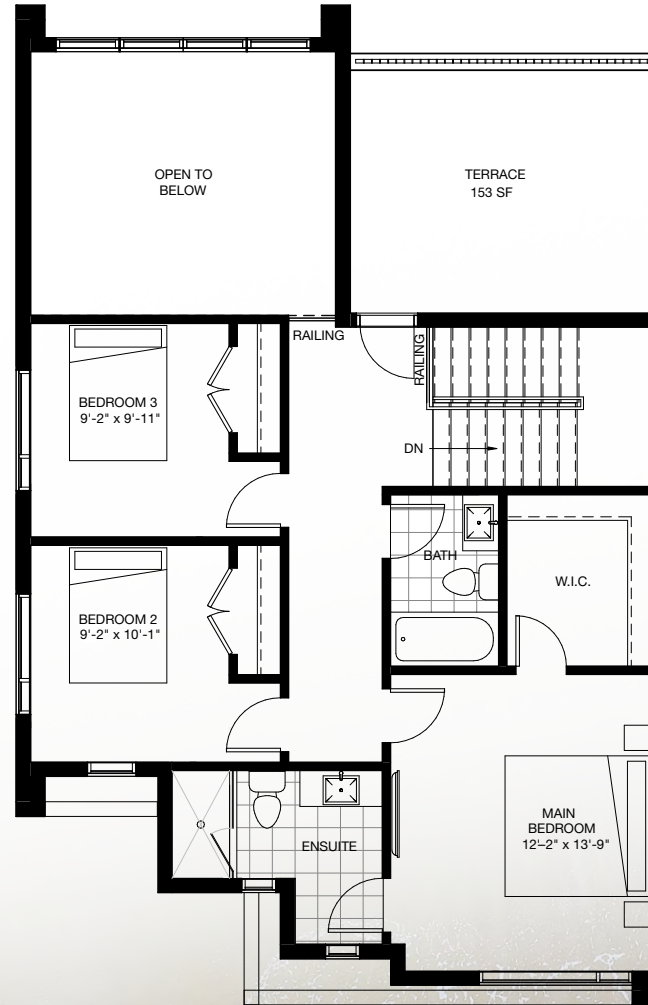 OPEN TO
BELOW
TERRACE
153 SF
RAILING
RAILING
BEDROOM 3
9'-2" x 9'-11"
DN
BATH
W.I.C.
BEDROOM 2
9'-2" x 10'-1"
MAIN
BEDROOM
12'–2" x 13'-9"
ENSUITE